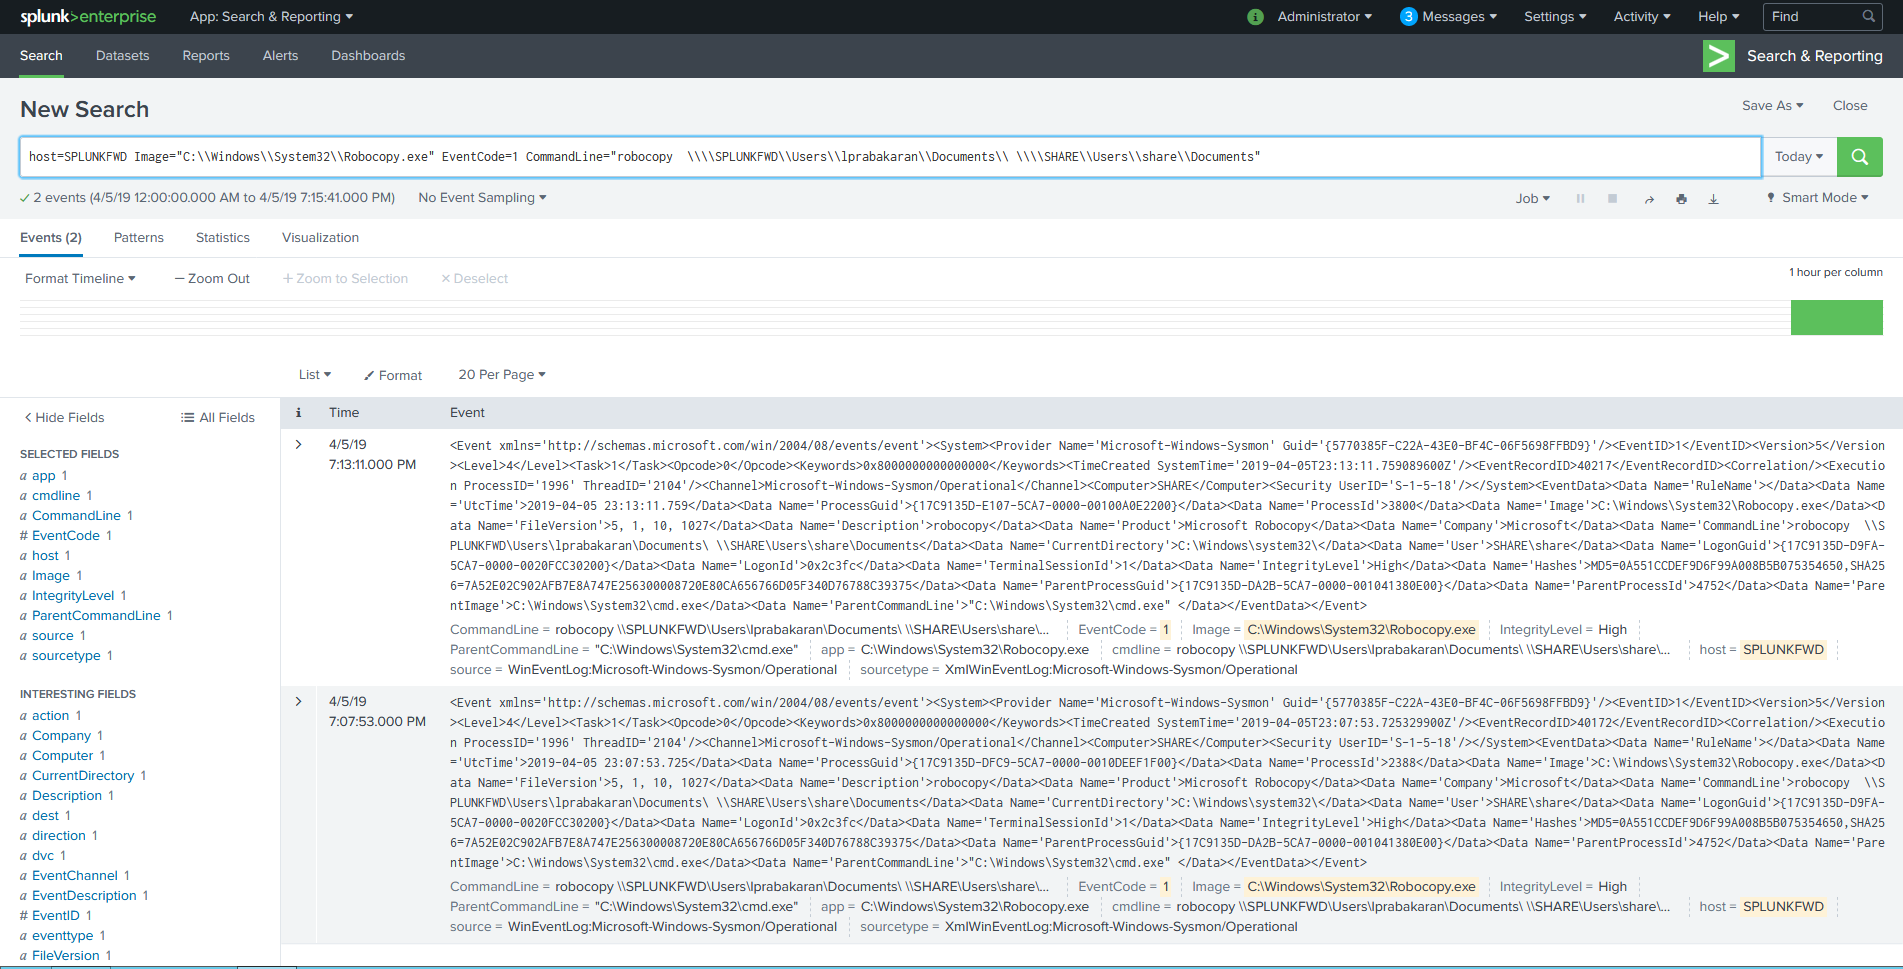 splunk>enterprise App: Search & Reporting ▾ i Administrator ▾ 3 Messages ▾ Settings ▾ Activity ▾ Help ▾ Find
Search Datasets Reports Alerts Dashboards > Search & Reporting
New Search Save As ▾ Close
host=SPLUNKFWD Image="C:\\Windows\\System32\\Robocopy.exe" EventCode=1 CommandLine="robocopy  \\\\SPLUNKFWD\\Users\\lprabakaran\\Documents\\ \\\\SHARE\\Users\\share\\Documents" Today ▾
✓ 2 events (4/5/19 12:00:00.000 AM to 4/5/19 7:15:41.000 PM) No Event Sampling ▾ Job ▾ Smart Mode ▾
Events (2) Patterns Statistics Visualization
Format Timeline ▾ — Zoom Out + Zoom to Selection × Deselect 1 hour per column
List ▾ Format 20 Per Page ▾
< Hide Fields All Fields
SELECTED FIELDS
a app 1
a cmdline 1
a CommandLine 1
# EventCode 1
a host 1
a Image 1
a IntegrityLevel 1
a ParentCommandLine 1
a source 1
a sourcetype 1
INTERESTING FIELDS
a action 1
a Company 1
a Computer 1
a CurrentDirectory 1
a Description 1
a dest 1
a direction 1
a dvc 1
a EventChannel 1
a EventDescription 1
# EventID 1
a eventtype 1
a FileVersion 1
i Time Event
> 4/5/19
7:13:11.000 PM
<Event xmlns='http://schemas.microsoft.com/win/2004/08/events/event'><System><Provider Name='Microsoft-Windows-Sysmon' Guid='{5770385F-C22A-43E0-BF4C-06F5698FFBD9}'/><EventID>1</EventID><Version>5</Version
><Level>4</Level><Task>1</Task><Opcode>0</Opcode><Keywords>0x8000000000000000</Keywords><TimeCreated SystemTime='2019-04-05T23:13:11.759089600Z'/><EventRecordID>40217</EventRecordID><Correlation/><Executio
n ProcessID='1996' ThreadID='2104'/><Channel>Microsoft-Windows-Sysmon/Operational</Channel><Computer>SHARE</Computer><Security UserID='S-1-5-18'/></System><EventData><Data Name='RuleName'></Data><Data Name
='UtcTime'>2019-04-05 23:13:11.759</Data><Data Name='ProcessGuid'>{17C9135D-E107-5CA7-0000-00100A0E2200}</Data><Data Name='ProcessId'>3800</Data><Data Name='Image'>C:\Windows\System32\Robocopy.exe</Data><D
ata Name='FileVersion'>5, 1, 10, 1027</Data><Data Name='Description'>robocopy</Data><Data Name='Product'>Microsoft Robocopy</Data><Data Name='Company'>Microsoft</Data><Data Name='CommandLine'>robocopy  \\S
PLUNKFWD\Users\lprabakaran\Documents\ \\SHARE\Users\share\Documents</Data><Data Name='CurrentDirectory'>C:\Windows\system32\</Data><Data Name='User'>SHARE\share</Data><Data Name='LogonGuid'>{17C9135D-D9FA-
5CA7-0000-0020FCC30200}</Data><Data Name='LogonId'>0x2c3fc</Data><Data Name='TerminalSessionId'>1</Data><Data Name='IntegrityLevel'>High</Data><Data Name='Hashes'>MD5=0A551CCDEF9D6F99A008B5B075354650,SHA25
6=7A52E02C902AFB7E8A747E256300008720E80CA656766D05F340D76788C39375</Data><Data Name='ParentProcessGuid'>{17C9135D-DA2B-5CA7-0000-001041380E00}</Data><Data Name='ParentProcessId'>4752</Data><Data Name='Pare
ntImage'>C:\Windows\System32\cmd.exe</Data><Data Name='ParentCommandLine'>"C:\Windows\System32\cmd.exe" </Data></EventData></Event>
CommandLine = robocopy \\SPLUNKFWD\Users\lprabakaran\Documents\ \\SHARE\Users\share\... EventCode = 1 Image = C:\Windows\System32\Robocopy.exe IntegrityLevel = High
ParentCommandLine = "C:\Windows\System32\cmd.exe" app = C:\Windows\System32\Robocopy.exe cmdline = robocopy \\SPLUNKFWD\Users\lprabakaran\Documents\ \\SHARE\Users\share\... host = SPLUNKFWD
source = WinEventLog:Microsoft-Windows-Sysmon/Operational sourcetype = XmlWinEventLog:Microsoft-Windows-Sysmon/Operational
> 4/5/19
7:07:53.000 PM
<Event xmlns='http://schemas.microsoft.com/win/2004/08/events/event'><System><Provider Name='Microsoft-Windows-Sysmon' Guid='{5770385F-C22A-43E0-BF4C-06F5698FFBD9}'/><EventID>1</EventID><Version>5</Version
><Level>4</Level><Task>1</Task><Opcode>0</Opcode><Keywords>0x8000000000000000</Keywords><TimeCreated SystemTime='2019-04-05T23:07:53.725329900Z'/><EventRecordID>40172</EventRecordID><Correlation/><Executio
n ProcessID='1996' ThreadID='2104'/><Channel>Microsoft-Windows-Sysmon/Operational</Channel><Computer>SHARE</Computer><Security UserID='S-1-5-18'/></System><EventData><Data Name='RuleName'></Data><Data Name
='UtcTime'>2019-04-05 23:07:53.725</Data><Data Name='ProcessGuid'>{17C9135D-DFC9-5CA7-0000-0010DEEF1F00}</Data><Data Name='ProcessId'>2388</Data><Data Name='Image'>C:\Windows\System32\Robocopy.exe</Data><D
ata Name='FileVersion'>5, 1, 10, 1027</Data><Data Name='Description'>robocopy</Data><Data Name='Product'>Microsoft Robocopy</Data><Data Name='Company'>Microsoft</Data><Data Name='CommandLine'>robocopy  \\S
PLUNKFWD\Users\lprabakaran\Documents\ \\SHARE\Users\share\Documents</Data><Data Name='CurrentDirectory'>C:\Windows\system32\</Data><Data Name='User'>SHARE\share</Data><Data Name='LogonGuid'>{17C9135D-D9FA-
5CA7-0000-0020FCC30200}</Data><Data Name='LogonId'>0x2c3fc</Data><Data Name='TerminalSessionId'>1</Data><Data Name='IntegrityLevel'>High</Data><Data Name='Hashes'>MD5=0A551CCDEF9D6F99A008B5B075354650,SHA25
6=7A52E02C902AFB7E8A747E256300008720E80CA656766D05F340D76788C39375</Data><Data Name='ParentProcessGuid'>{17C9135D-DA2B-5CA7-0000-001041380E00}</Data><Data Name='ParentProcessId'>4752</Data><Data Name='Pare
ntImage'>C:\Windows\System32\cmd.exe</Data><Data Name='ParentCommandLine'>"C:\Windows\System32\cmd.exe" </Data></EventData></Event>
CommandLine = robocopy \\SPLUNKFWD\Users\lprabakaran\Documents\ \\SHARE\Users\share\... EventCode = 1 Image = C:\Windows\System32\Robocopy.exe IntegrityLevel = High
ParentCommandLine = "C:\Windows\System32\cmd.exe" app = C:\Windows\System32\Robocopy.exe cmdline = robocopy \\SPLUNKFWD\Users\lprabakaran\Documents\ \\SHARE\Users\share\... host = SPLUNKFWD
source = WinEventLog:Microsoft-Windows-Sysmon/Operational sourcetype = XmlWinEventLog:Microsoft-Windows-Sysmon/Operational